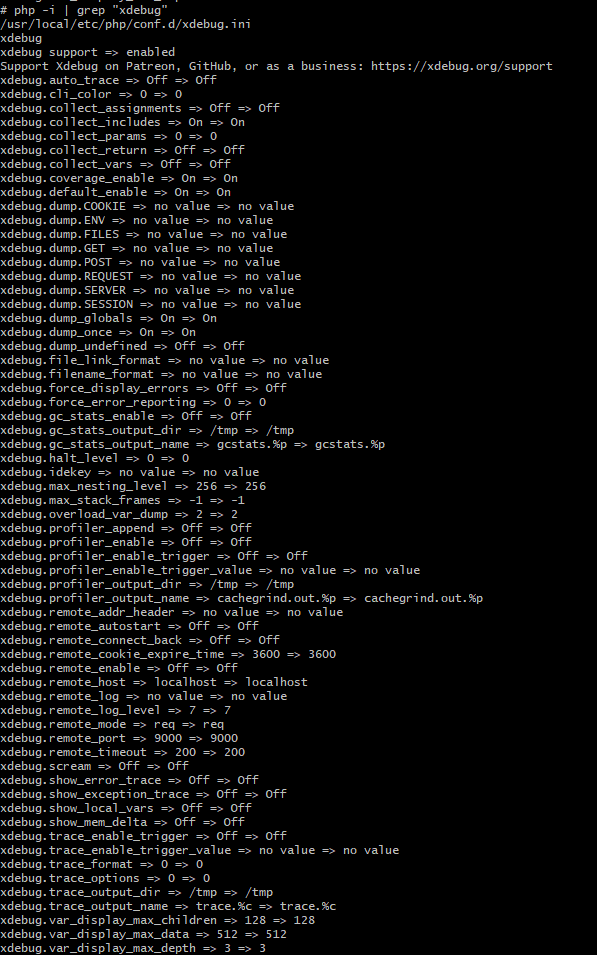 # php -i | grep "xdebug"
/usr/local/etc/php/conf.d/xdebug.ini
xdebug
xdebug support => enabled
Support Xdebug on Patreon, GitHub, or as a business: https://xdebug.org/support
xdebug.auto_trace => Off => Off
xdebug.cli_color => 0 => 0
xdebug.collect_assignments => Off => Off
xdebug.collect_includes => On => On
xdebug.collect_params => 0 => 0
xdebug.collect_return => Off => Off
xdebug.collect_vars => Off => Off
xdebug.coverage_enable => On => On
xdebug.default_enable => On => On
xdebug.dump.COOKIE => no value => no value
xdebug.dump.ENV => no value => no value
xdebug.dump.FILES => no value => no value
xdebug.dump.GET => no value => no value
xdebug.dump.POST => no value => no value
xdebug.dump.REQUEST => no value => no value
xdebug.dump.SERVER => no value => no value
xdebug.dump.SESSION => no value => no value
xdebug.dump_globals => On => On
xdebug.dump_once => On => On
xdebug.dump_undefined => Off => Off
xdebug.file_link_format => no value => no value
xdebug.filename_format => no value => no value
xdebug.force_display_errors => Off => Off
xdebug.force_error_reporting => 0 => 0
xdebug.gc_stats_enable => Off => Off
xdebug.gc_stats_output_dir => /tmp => /tmp
xdebug.gc_stats_output_name => gcstats.%p => gcstats.%p
xdebug.halt_level => 0 => 0
xdebug.idekey => no value => no value
xdebug.max_nesting_level => 256 => 256
xdebug.max_stack_frames => -1 => -1
xdebug.overload_var_dump => 2 => 2
xdebug.profiler_append => Off => Off
xdebug.profiler_enable => Off => Off
xdebug.profiler_enable_trigger => Off => Off
xdebug.profiler_enable_trigger_value => no value => no value
xdebug.profiler_output_dir => /tmp => /tmp
xdebug.profiler_output_name => cachegrind.out.%p => cachegrind.out.%p
xdebug.remote_addr_header => no value => no value
xdebug.remote_autostart => Off => Off
xdebug.remote_connect_back => Off => Off
xdebug.remote_cookie_expire_time => 3600 => 3600
xdebug.remote_enable => Off => Off
xdebug.remote_host => localhost => localhost
xdebug.remote_log => no value => no value
xdebug.remote_log_level => 7 => 7
xdebug.remote_mode => req => req
xdebug.remote_port => 9000 => 9000
xdebug.remote_timeout => 200 => 200
xdebug.scream => Off => Off
xdebug.show_error_trace => Off => Off
xdebug.show_exception_trace => Off => Off
xdebug.show_local_vars => Off => Off
xdebug.show_mem_delta => Off => Off
xdebug.trace_enable_trigger => Off => Off
xdebug.trace_enable_trigger_value => no value => no value
xdebug.trace_format => 0 => 0
xdebug.trace_options => 0 => 0
xdebug.trace_output_dir => /tmp => /tmp
xdebug.trace_output_name => trace.%c => trace.%c
xdebug.var_display_max_children => 128 => 128
xdebug.var_display_max_data => 512 => 512
xdebug.var_display_max_depth => 3 => 3